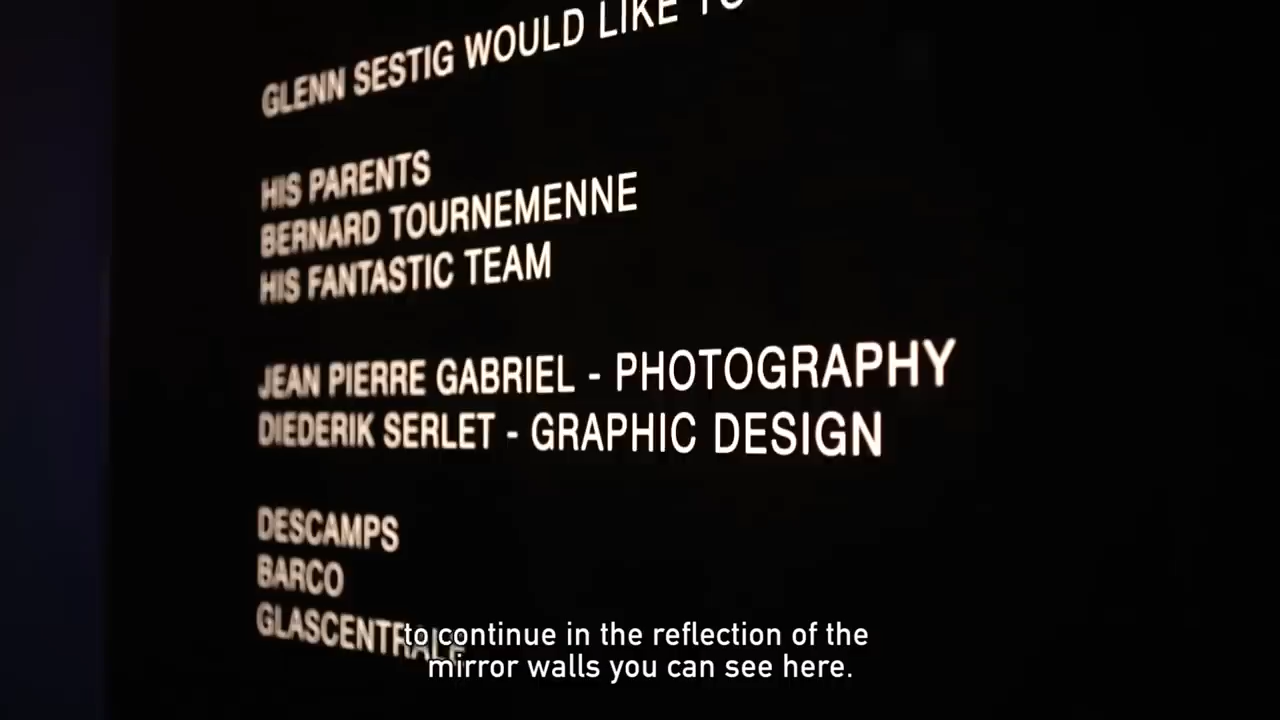 GLENN SESTIG WOULD LIKE TO
HIS PARENTS
BERNARD TOURNEMENNE
HIS FANTASTIC TEAM
JEAN PIERRE GABRIEL - PHOTOGRAPHY
DIEDERIK SERLET - GRAPHIC DESIGN
DESCAMPS
BARCO
GLASCENTRALE
to continue in the reflection of the
mirror walls you can see here.